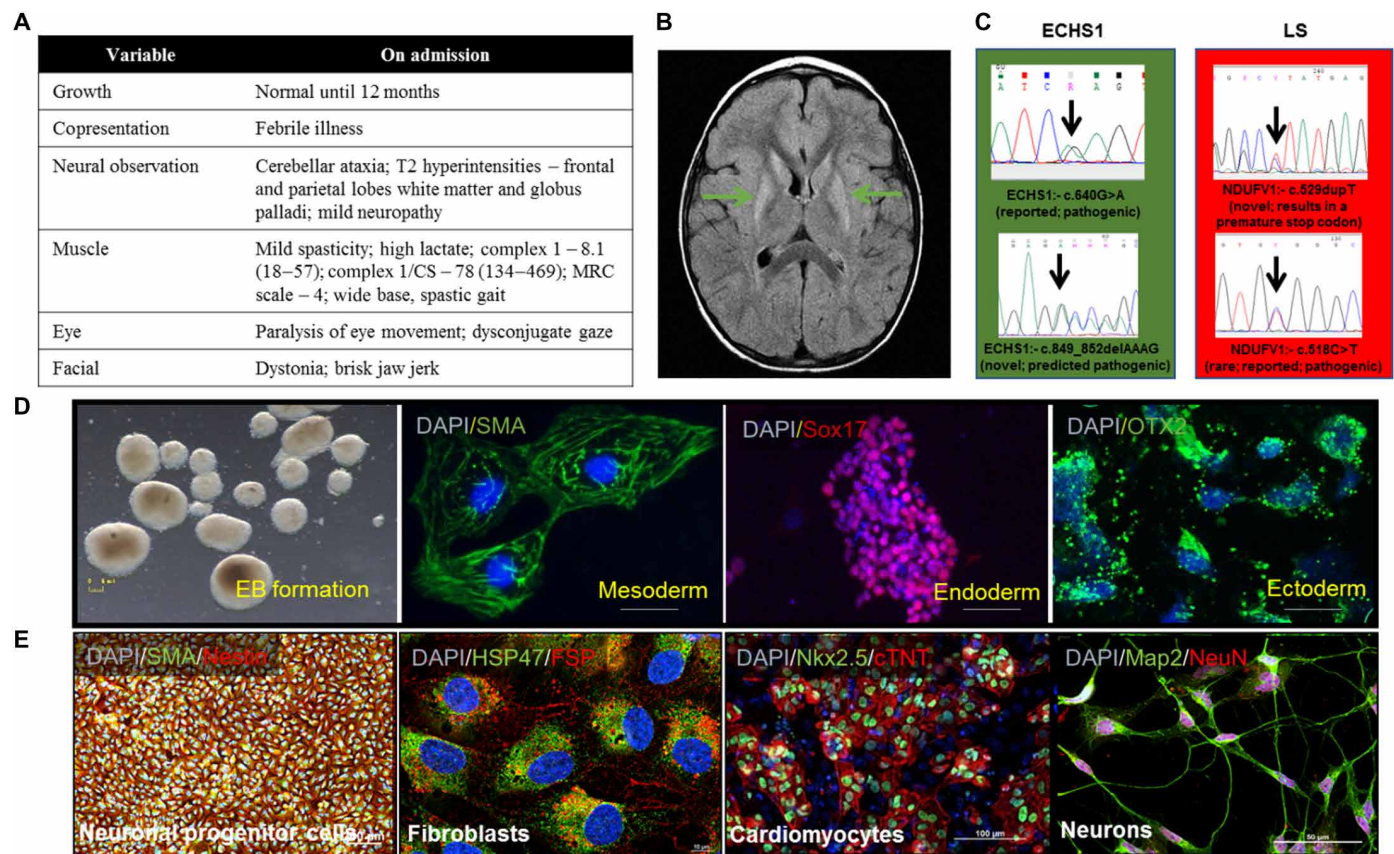 A
Variable On admission
Growth Normal until 12 months
Copresentation Febrile illness
Neural observation Cerebellar ataxia; T2 hyperintensities – frontal
and parietal lobes white matter and globus
palladi; mild neuropathy
Muscle Mild spasticity; high lactate; complex 1 – 8.1
(18–57); complex 1/CS – 78 (134–469); MRC
scale – 4; wide base, spastic gait
Eye Paralysis of eye movement; dysconjugate gaze
Facial Dystonia; brisk jaw jerk
B
C
ECHS1
A T C R A G T
ECHS1:- c.640G>A
(reported; pathogenic)
ECHS1:- c.849_852delAAAG
(novel; predicted pathogenic)
LS
240
NDUFV1:- c.529dupT
(novel; results in a
premature stop codon)
NDUFV1:- c.518C>T
(rare; reported; pathogenic)
D
EB formation
DAPI/SMA
Mesoderm
DAPI/Sox17
Endoderm
DAPI/OTX2
Ectoderm
E
DAPI/SMA/Nestin
Neurorial progenitor cells
DAPI/HSP47/FSP
Fibroblasts
10 µm
DAPI/Nkx2.5/cTNT
Cardiomyocytes
100 µm
DAPI/Map2/NeuN
Neurons
50 µm